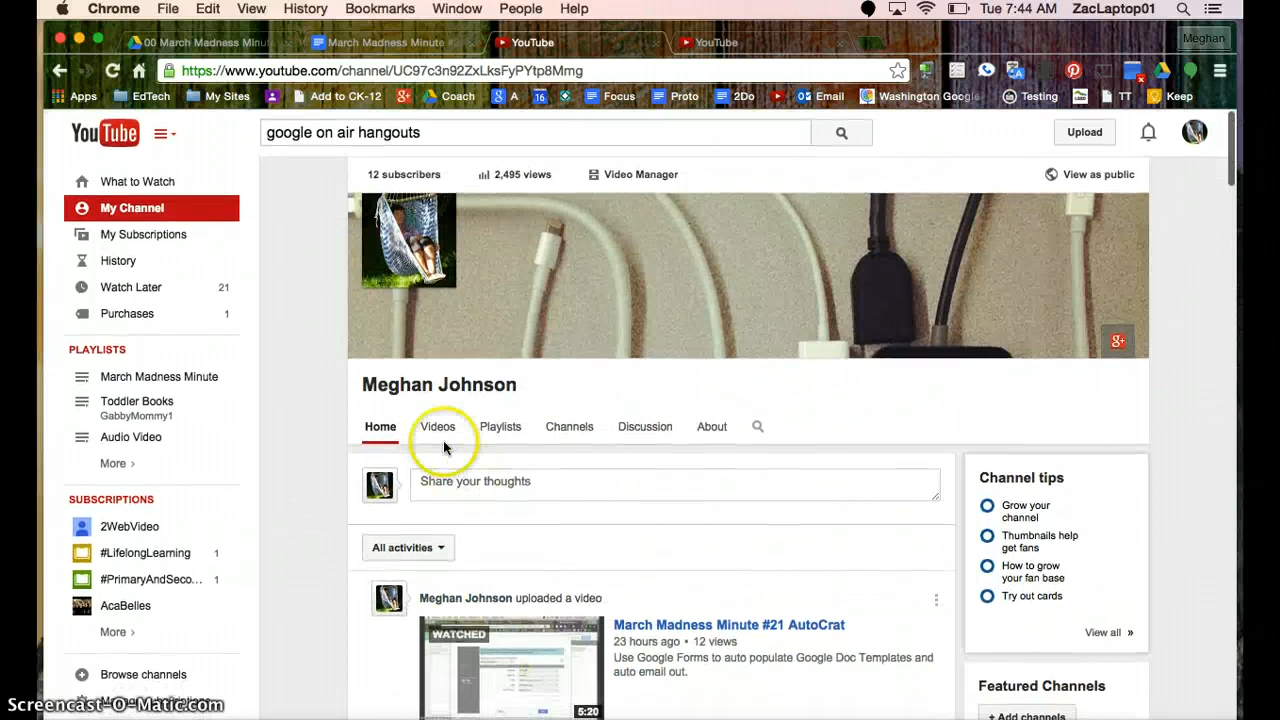 Chrome File Edit View History Bookmarks Window People Help Tue 7:44 AM ZacLaptop01
00 March Madness Minut March Madness Minute YouTube YouTube Meghan
https://www.youtube.com/channel/UC97c3n92ZxLksFyPYtp8Mmg
Apps EdTech My Sites Add to CK-12 Coach A 16 Focus Proto 2Do Email Washington Googl Testing TT Keep
YouTube google on air hangouts Upload
12 subscribers 2,495 views Video Manager View as public
What to Watch
My Channel
My Subscriptions
History
Watch Later 21
Purchases 1
PLAYLISTS
March Madness Minute
Toddler Books
GabbyMommy1
Audio Video
More ›
SUBSCRIPTIONS
2WebVideo
#LifelongLearning 1
#PrimaryAndSeco... 1
AcaBelles
More ›
Browse channels
g+
Meghan Johnson
Home Videos Playlists Channels Discussion About
Share your thoughts
All activities
Meghan Johnson uploaded a video
WATCHED
5:20
March Madness Minute #21 AutoCrat
23 hours ago • 12 views
Use Google Forms to auto populate Google Doc Templates and
auto email out.
Channel tips
Grow your
channel
Thumbnails help
get fans
How to grow
your fan base
Try out cards
View all »
Featured Channels
+ Add channels
Screencast-O-Matic.com